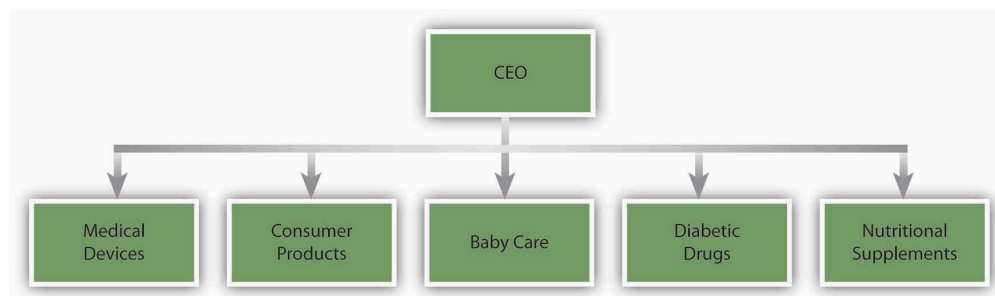 CEO
Medical
Devices
Consumer
Products
Baby Care
Diabetic
Drugs
Nutritional
Supplements